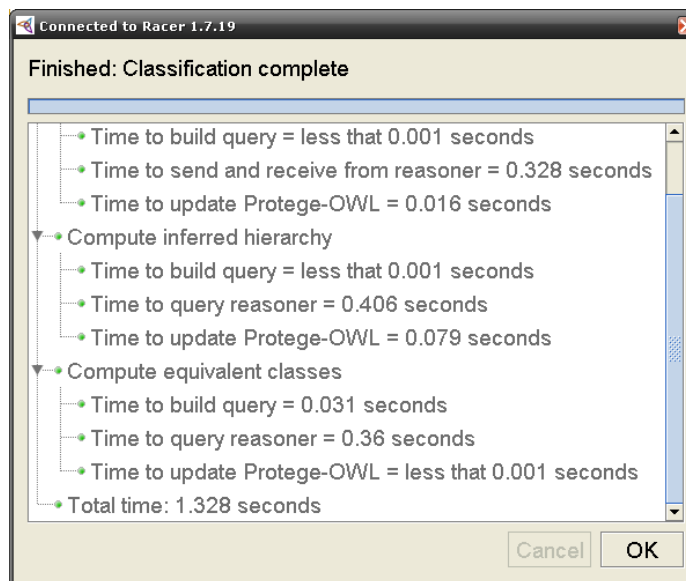 Connected to Racer 1.7.19
Finished: Classification complete
Time to build query = less that 0.001 seconds
Time to send and receive from reasoner = 0.328 seconds
Time to update Protege-OWL = 0.016 seconds
Compute inferred hierarchy
Time to build query = less that 0.001 seconds
Time to query reasoner = 0.406 seconds
Time to update Protege-OWL = 0.079 seconds
Compute equivalent classes
Time to build query = 0.031 seconds
Time to query reasoner = 0.36 seconds
Time to update Protege-OWL = less that 0.001 seconds
Total time: 1.328 seconds
Cancel OK